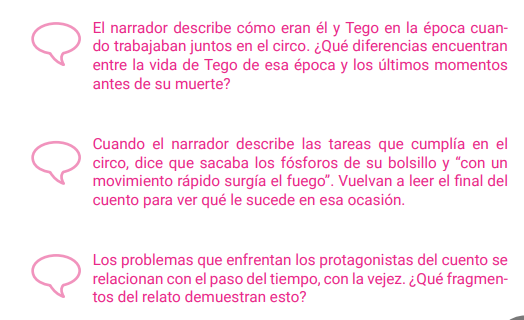 El narrador describe cómo eran él y Tego en la época cuan-
do trabajaban juntos en el circo. ¿Qué diferencias encuentran
entre la vida de Tego de esa época y los últimos momentos
antes de su muerte?
Cuando el narrador describe las tareas que cumplía en el
circo, dice que sacaba los fósforos de su bolsillo y “con un
movimiento rápido surgía el fuego”. Vuelvan a leer el final del
cuento para ver qué le sucede en esa ocasión.
Los problemas que enfrentan los protagonistas del cuento se
relacionan con el paso del tiempo, con la vejez. ¿Qué fragmen-
tos del relato demuestran esto?